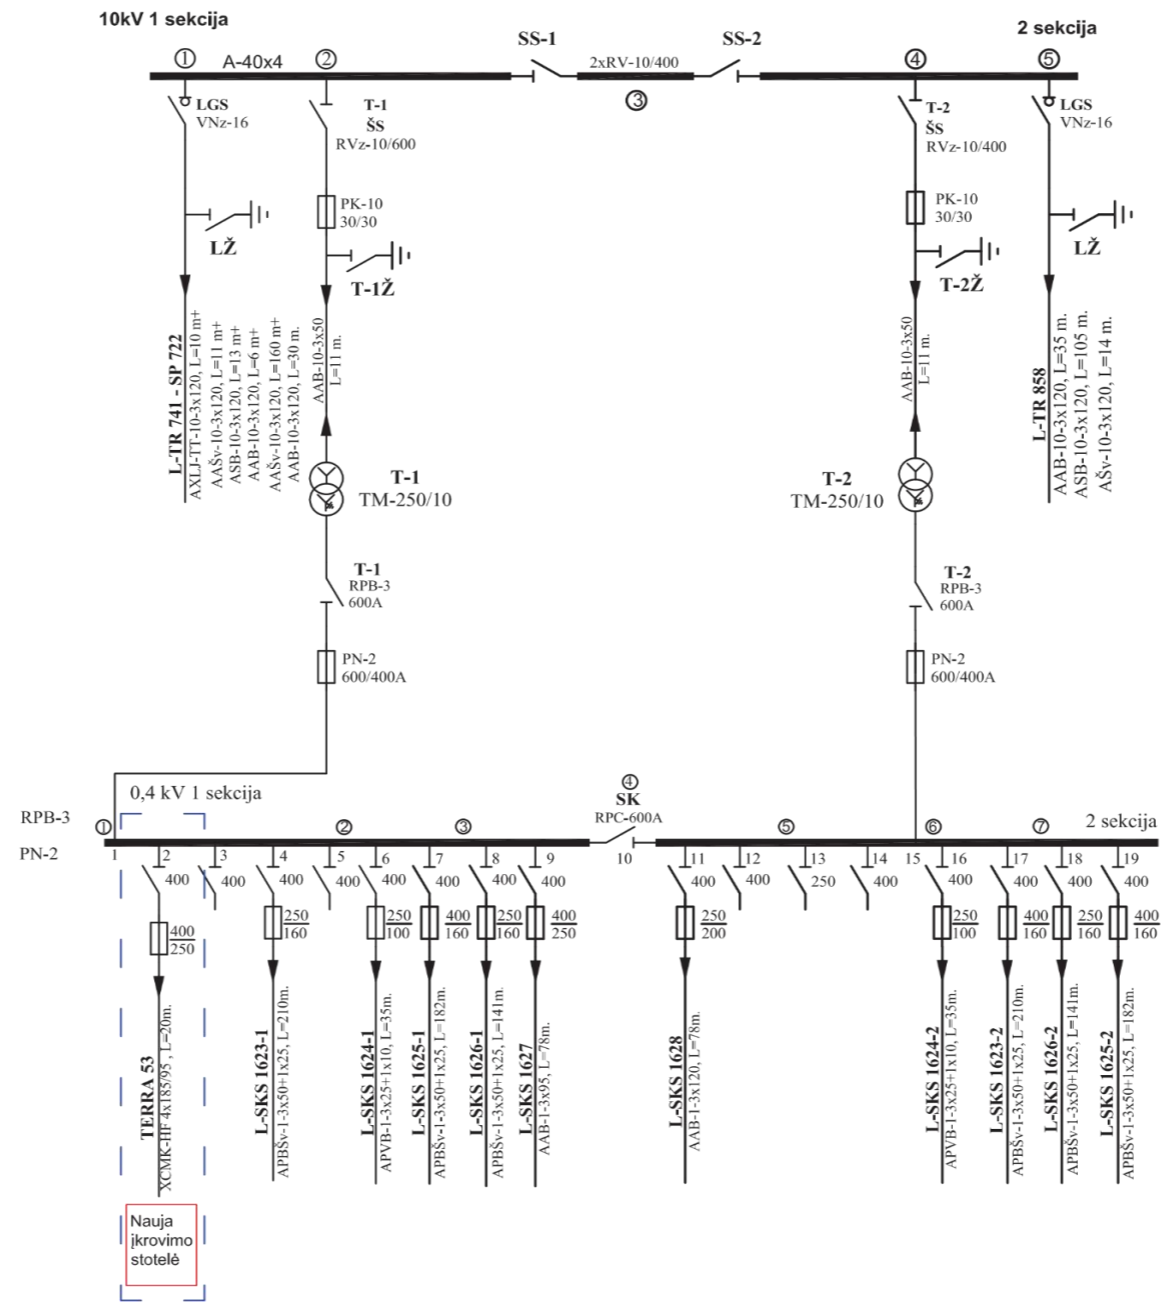 10kV 1 sekcija
2 sekcija
SS-1
SS-2
1
A-40x4
2
2xRV-10/400
3
4
5
LGS
VNz-16
T-1
ŠS
RVz-10/600
T-2
ŠS
RVz-10/400
LGS
VNz-16
PK-10
30/30
PK-10
30/30
LŽ
T-1Ž
T-2Ž
LŽ
L-TR 741 - SP 722
AXLJ-TT-10-3x120, L=10 m+
AAŠv-10-3x120, L=11 m+
ASB-10-3x120, L=13 m+
AAB-10-3x120, L=6 m+
AAŠv-10-3x120, L=160 m+
AAB-10-3x120, L=30 m.
AAB-10-3x50
L=11 m.
AAB-10-3x50
L=11 m.
L-TR 858
AAB-10-3x120, L=35 m.
ASB-10-3x120, L=105 m.
AŠv-10-3x120, L=14 m.
T-1
TM-250/10
T-2
TM-250/10
T-1
RPB-3
600A
T-2
RPB-3
600A
PN-2
600/400A
PN-2
600/400A
0,4 kV 1 sekcija
4
SK
RPC-600A
2 sekcija
RPB-3
1
2
3
5
6
7
PN-2
1
2
3
4
5
6
7
8
9
10
11
12
13
14
15
16
17
18
19
400
400
400
400
400
400
400
400
400
400
250
400
400
400
400
400
400
250
250
160
250
100
400
160
250
160
400
250
250
200
250
100
400
160
250
160
400
160
TERRA 53
XCMK-HF 4x185/95 , L=20m.
L-SKS 1623-1
APBŠv-1-3x50+1x25, L=210m.
L-SKS 1624-1
APVB-1-3x25+1x10, L=35m.
L-SKS 1625-1
APBŠv-1-3x50+1x25, L=182m.
L-SKS 1626-1
APBŠv-1-3x50+1x25, L=141m.
L-SKS 1627
AAB-1-3x95, L=78m.
L-SKS 1628
AAB-1-3x120, L=78m.
L-SKS 1624-2
APVB-1-3x25+1x10, L=35m.
L-SKS 1623-2
APBŠv-1-3x50+1x25, L=210m.
L-SKS 1626-2
APBŠv-1-3x50+1x25, L=141m.
L-SKS 1625-2
APBŠv-1-3x50+1x25, L=182m.
Nauja
įkrovimo
stotelė